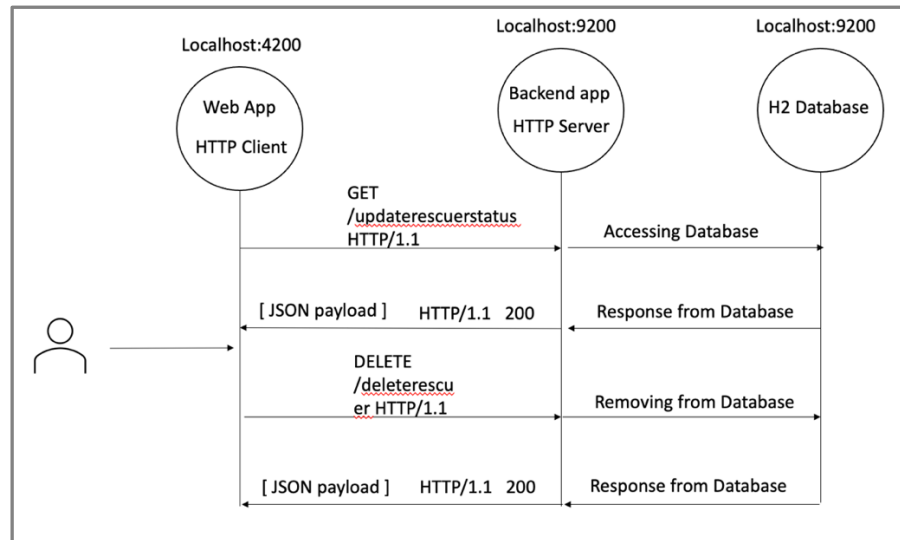 Localhost:4200
Localhost:9200
Localhost:9200
Web App
HTTP Client
Backend app
HTTP Server
H2 Database
GET
/updaterescuerstatus
HTTP/1.1
Accessing Database
[ JSON payload ] HTTP/1.1 200
Response from Database
DELETE
/deleterescu
er HTTP/1.1
Removing from Database
[ JSON payload ] HTTP/1.1 200
Response from Database